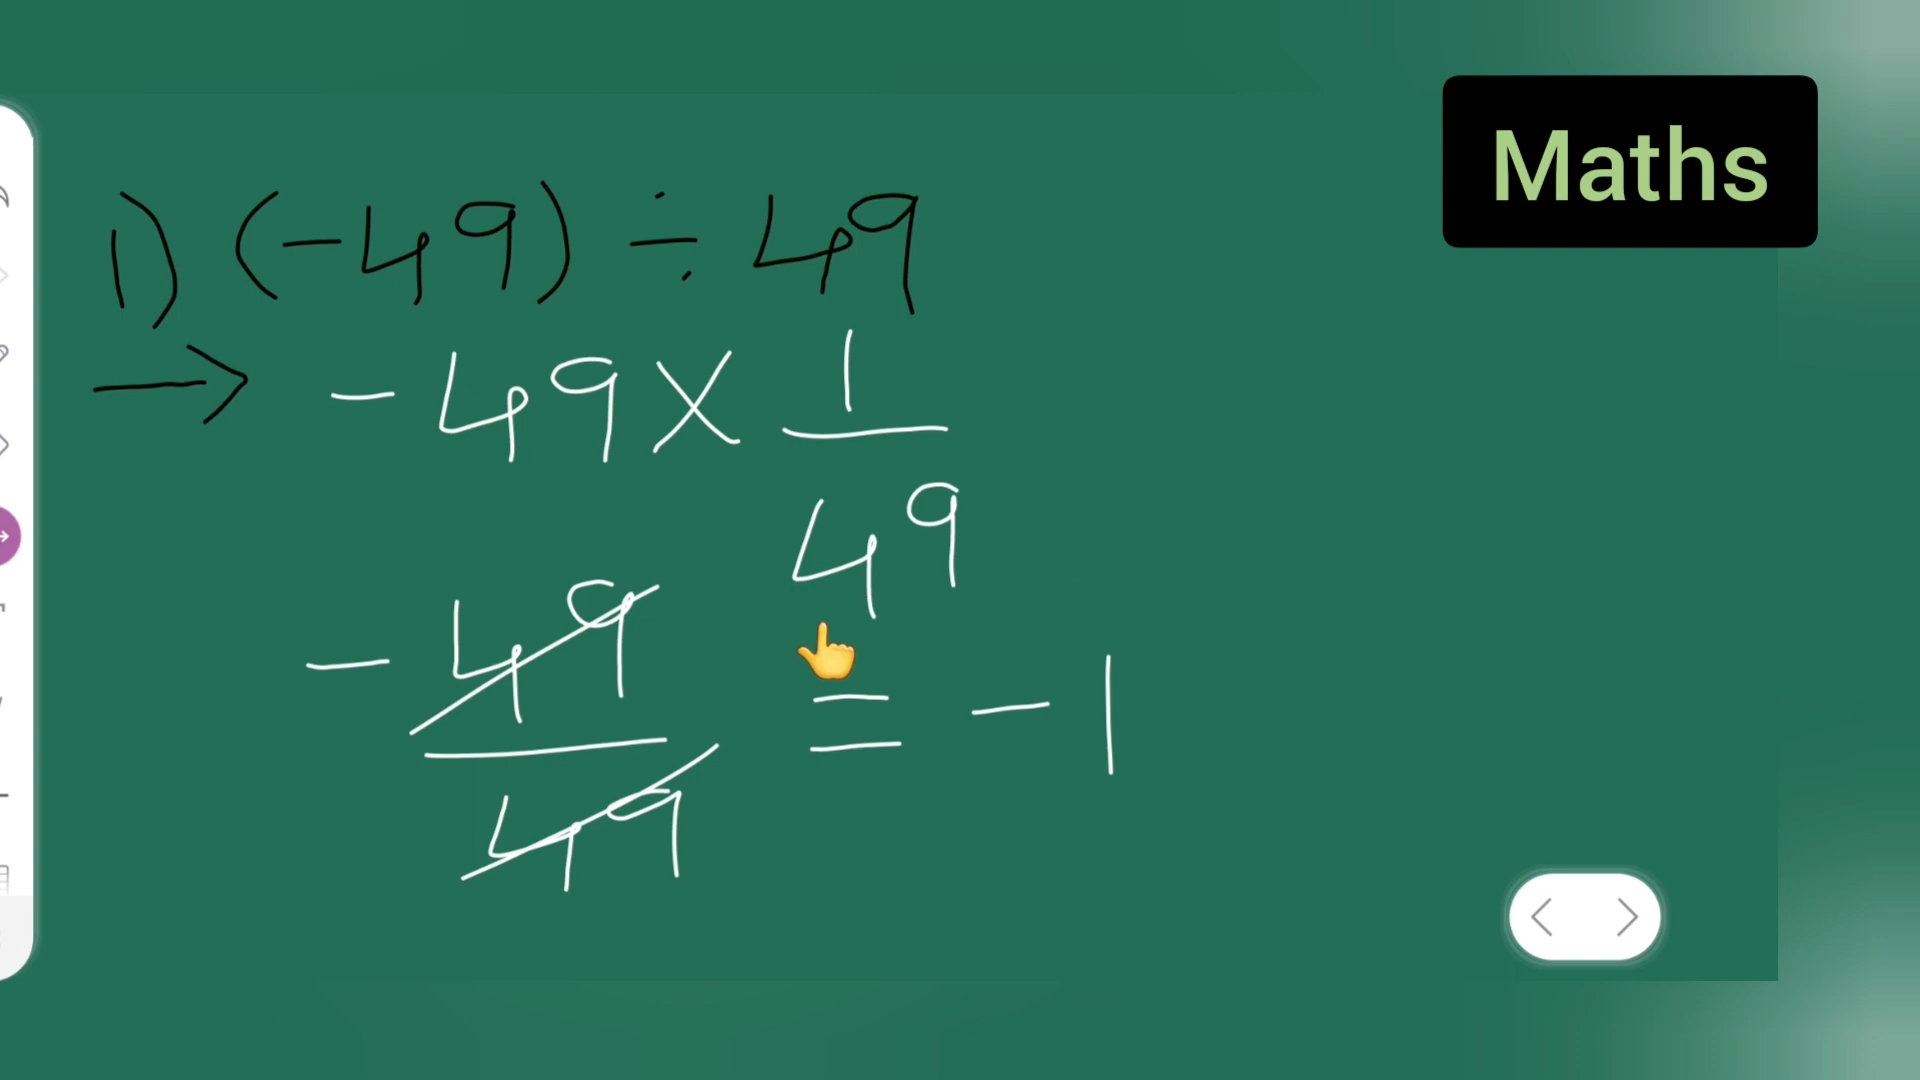 Maths
1) (-49) ÷ 49
→ -49 × 1
49
-49
49
= -1